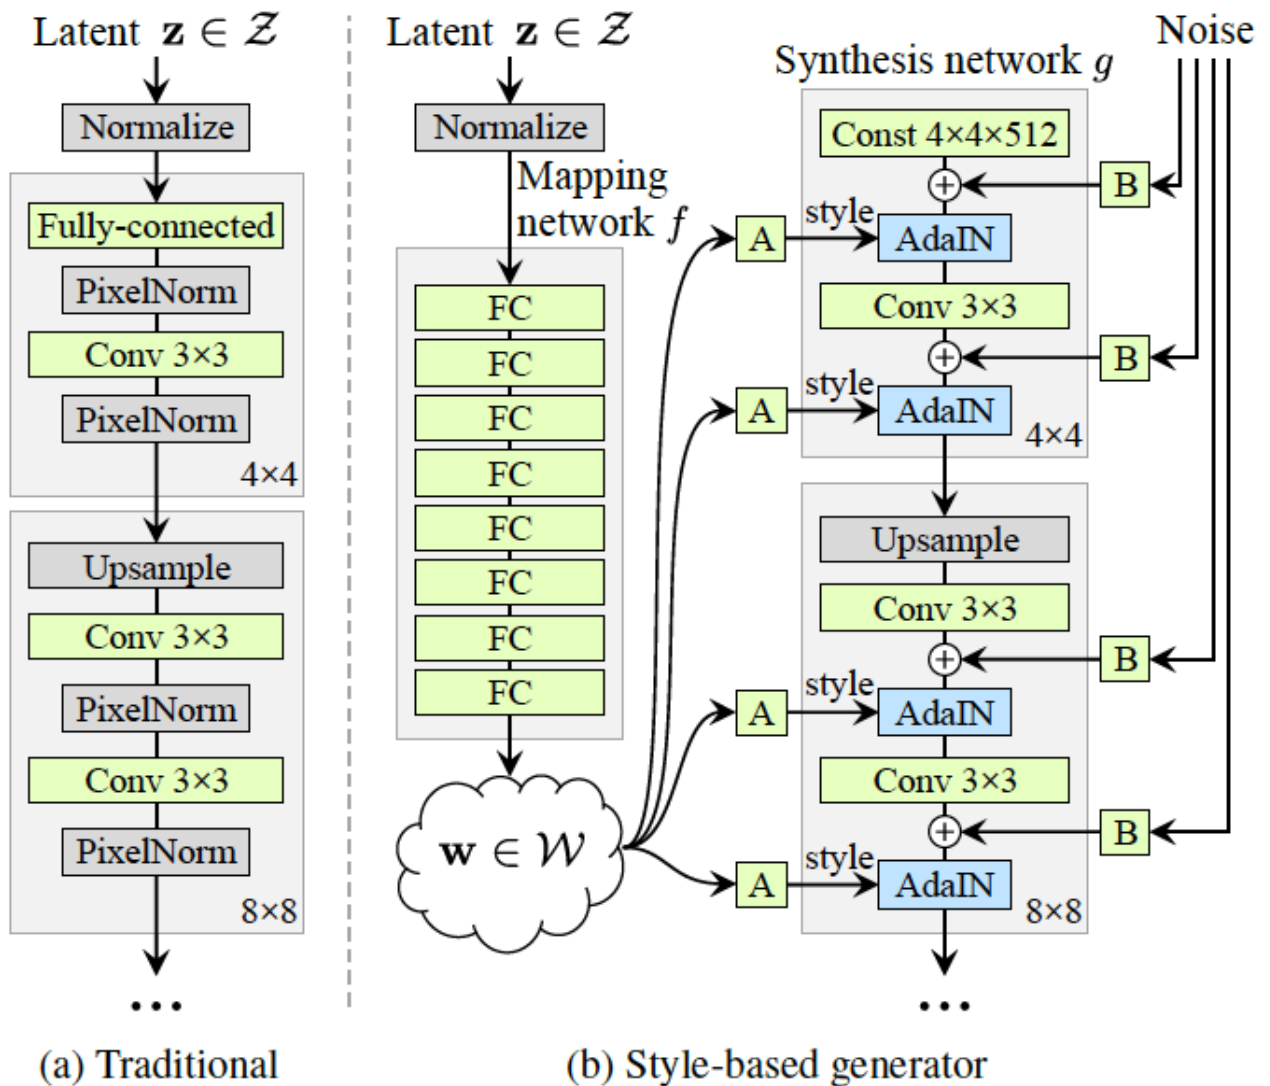 Latent z ∈ 𝒵
Normalize
Fully-connected
PixelNorm
Conv 3×3
PixelNorm
4×4
Upsample
Conv 3×3
PixelNorm
Conv 3×3
PixelNorm
8×8
...
(a) Traditional
Latent z ∈ 𝒵
Normalize
Mapping
network f
FC
FC
FC
FC
FC
FC
FC
FC
w ∈ 𝒲
A
style
A
style
A
style
A
style
Synthesis network g
Const 4×4×512
+
AdaIN
Conv 3×3
+
AdaIN
4×4
Upsample
Conv 3×3
+
AdaIN
Conv 3×3
+
AdaIN
8×8
...
Noise
B
B
B
B
(b) Style-based generator